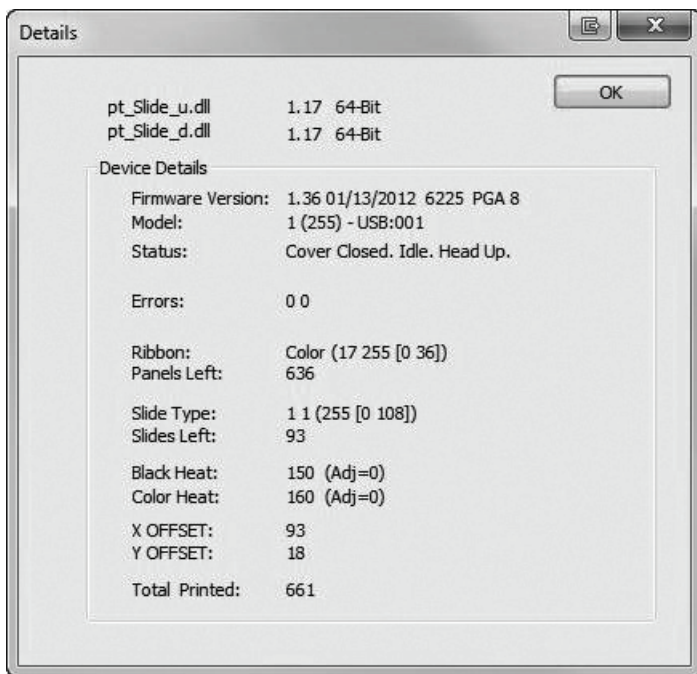 Details
OK
pt_Slide_u.dll 1.17 64-Bit
pt_Slide_d.dll 1.17 64-Bit
Device Details
Firmware Version: 1.36 01/13/2012 6225 PGA 8
Model: 1 (255) - USB:001
Status: Cover Closed. Idle. Head Up.
Errors: 0 0
Ribbon: Color (17 255 [0 36])
Panels Left: 636
Slide Type: 1 1 (255 [0 108])
Slides Left: 93
Black Heat: 150 (Adj=0)
Color Heat: 160 (Adj=0)
X OFFSET: 93
Y OFFSET: 18
Total Printed: 661